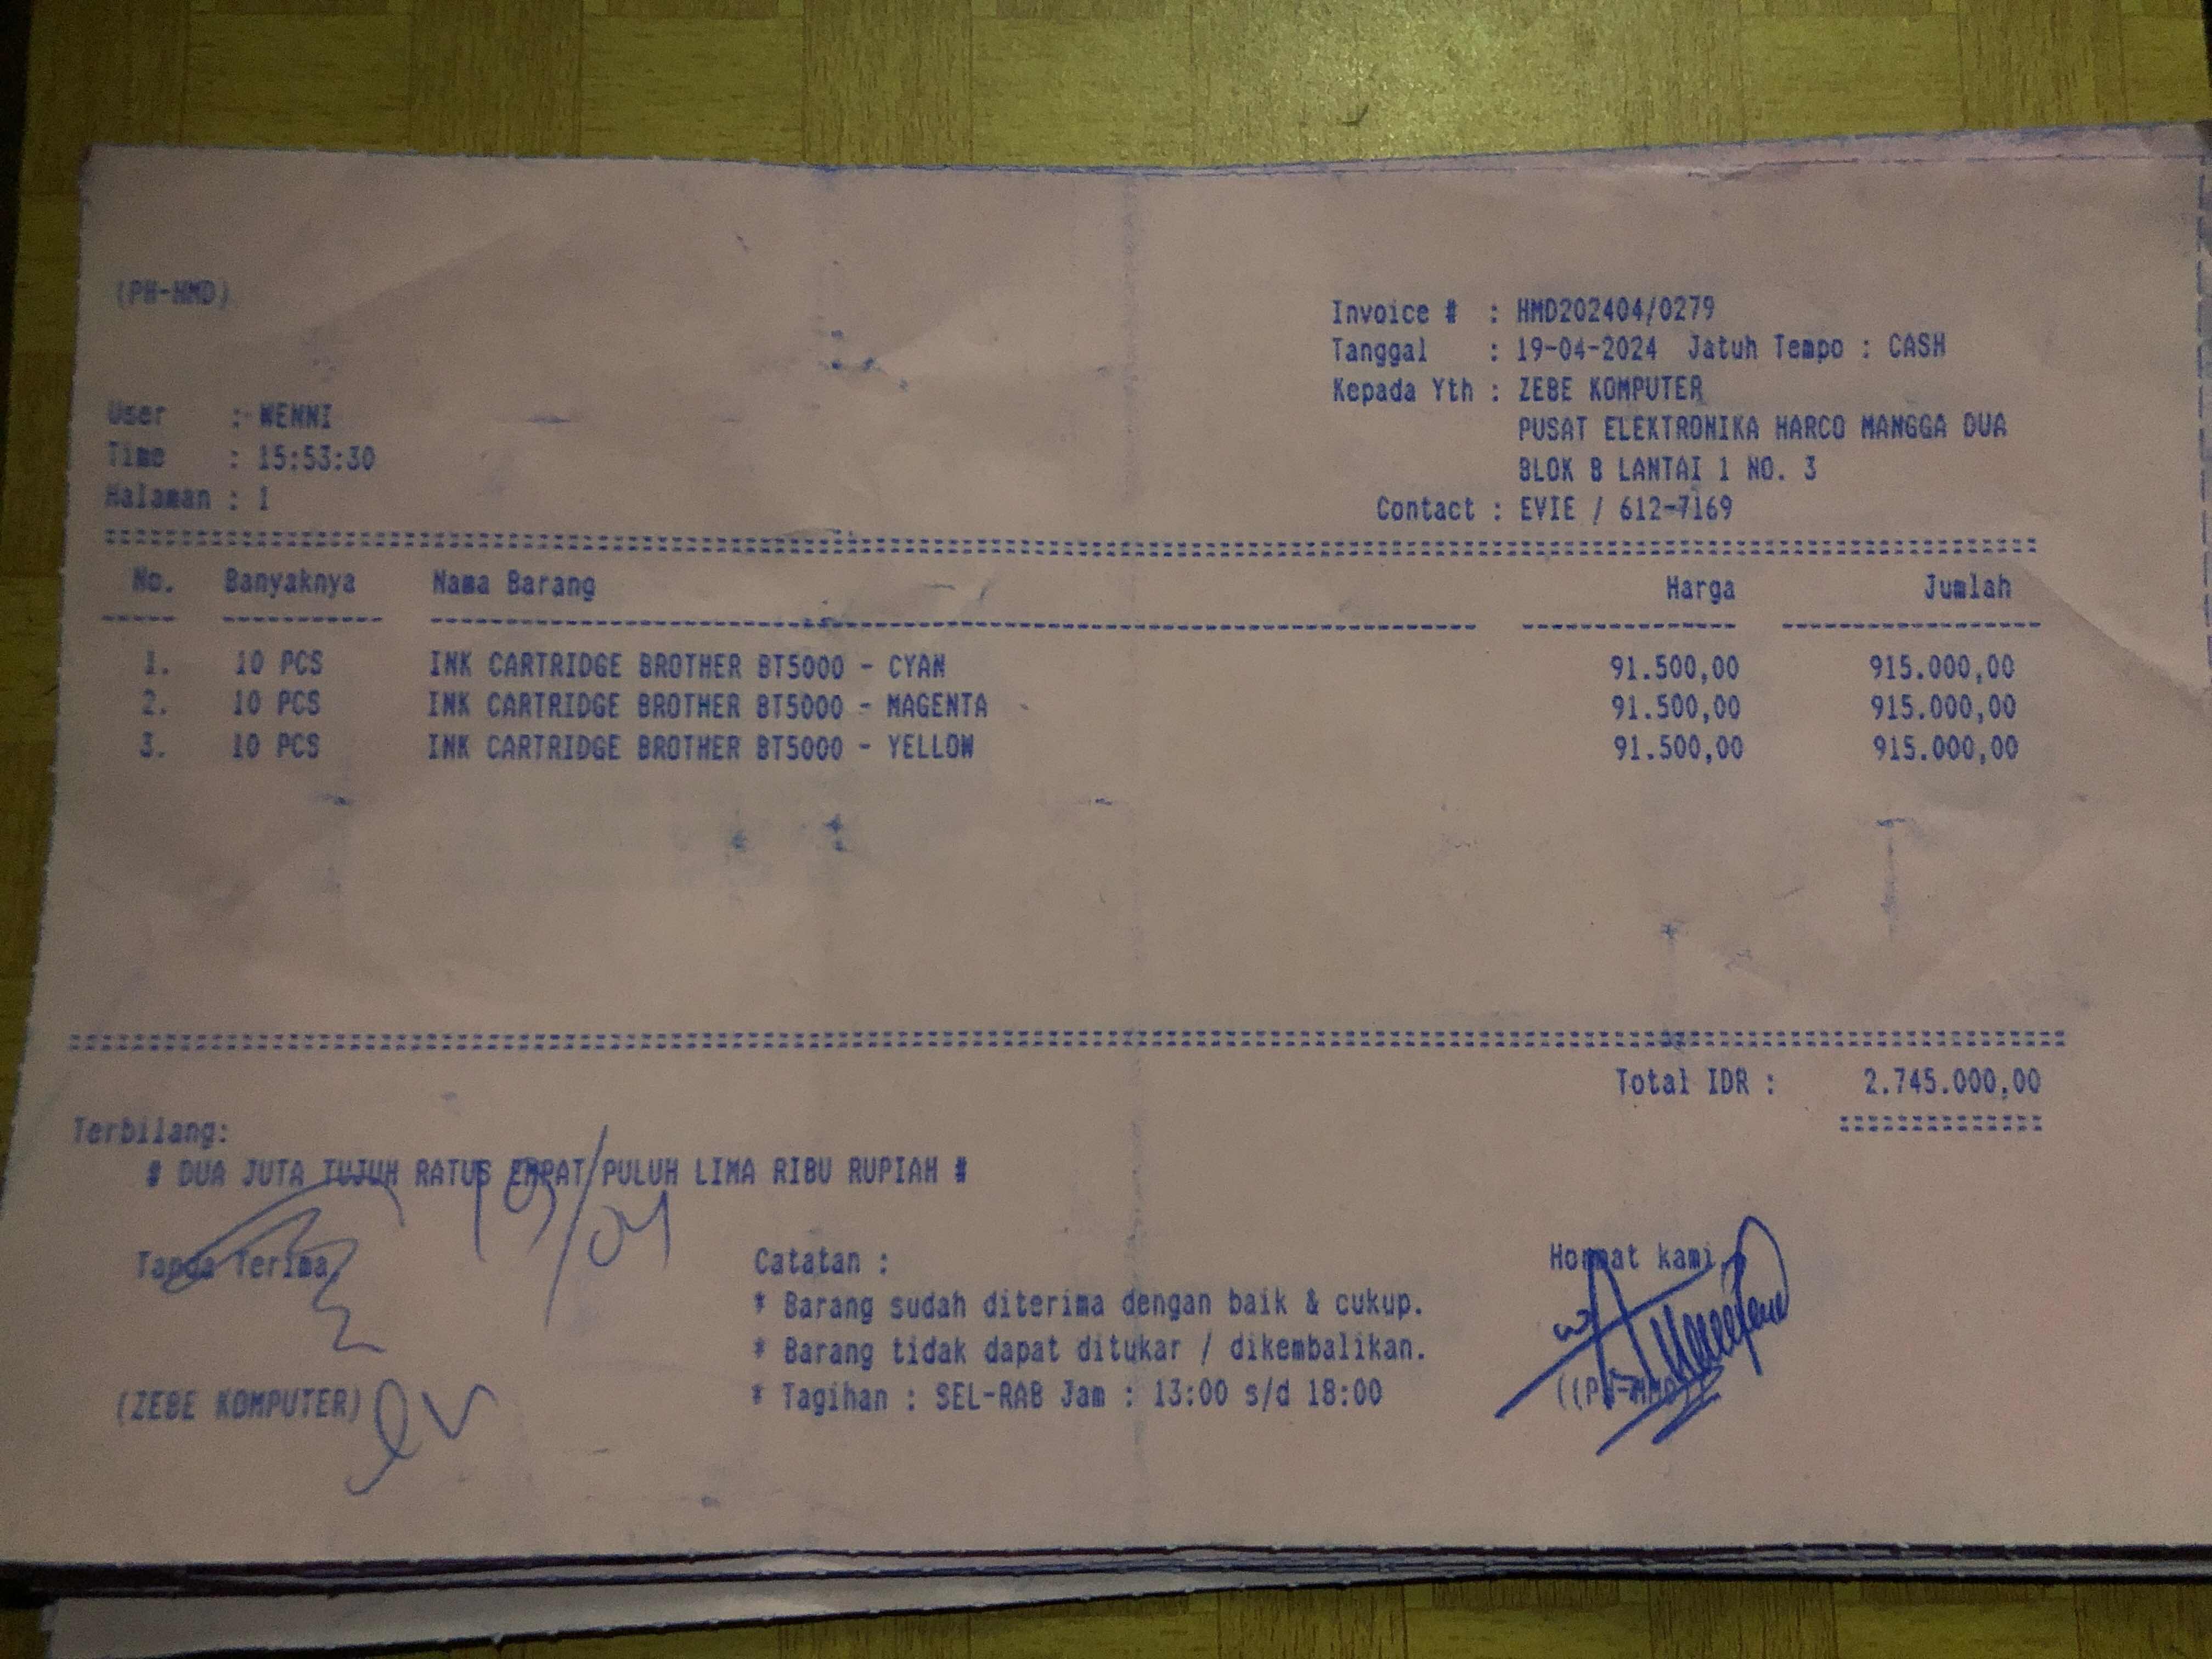 (PH-HMD)
Invoice # : HMD202404/0279
Tanggal : 19-04-2024 Jatuh Tempo : CASH
Kepada Yth : ZEBE KOMPUTER
PUSAT ELEKTRONIKA HARCO MANGGA DUA
BLOK B LANTAI 1 NO. 3
Contact : EVIE / 612-7169
User : WENNI
Time : 15:53:30
Halaman : 1
No. Banyaknya Nama Barang Harga Jumlah
1. 10 PCS INK CARTRIDGE BROTHER BT5000 - CYAN 91.500,00 915.000,00
2. 10 PCS INK CARTRIDGE BROTHER BT5000 - MAGENTA 91.500,00 915.000,00
3. 10 PCS INK CARTRIDGE BROTHER BT5000 - YELLOW 91.500,00 915.000,00
Total IDR : 2.745.000,00
Terbilang:
# DUA JUTA TUJUH RATUS EMPAT PULUH LIMA RIBU RUPIAH #
Tanda Terima,
Catatan :
* Barang sudah diterima dengan baik & cukup.
* Barang tidak dapat ditukar / dikembalikan.
* Tagihan : SEL-RAB Jam : 13:00 s/d 18:00
(ZEBE KOMPUTER)
Hormat kami,
((PH-HMD))